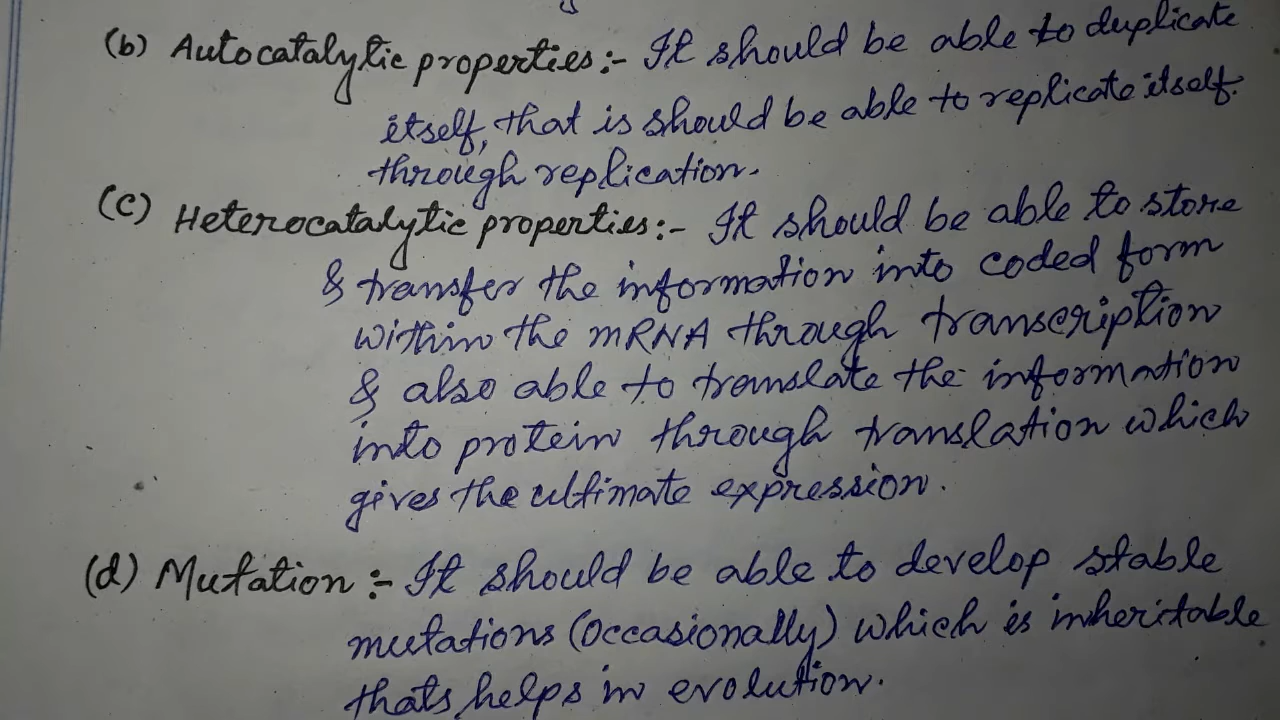 (b) Autocatalytic properties :- It should be able to duplicate
itself, that is should be able to replicate itself.
through replication.
(c) Heterocatalytic properties :- It should be able to store
& transfer the information into coded form
within the mRNA through transcription
& also able to translate the information
into protein through translation which
gives the ultimate expression.
(d) Mutation :- It should be able to develop stable
mutations (occasionally) which is inheritable
thats helps in evolution.